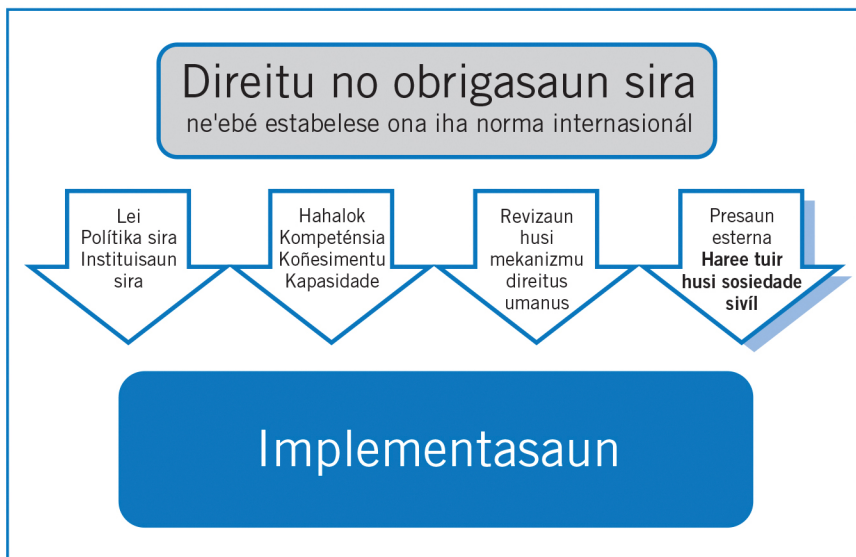 Direitu no obrigasaun sira
ne'ebé estabelese ona iha norma internasionál
Lei
Polítika sira
Instituisaun
sira
Hahalok
Kompeténsia
Koñesimentu
Kapasidade
Revizaun
husi
mekanizmu
direitus
umanus
Presaun
esterna
Haree tuir
husi sosiedade
sivíl
Implementasaun